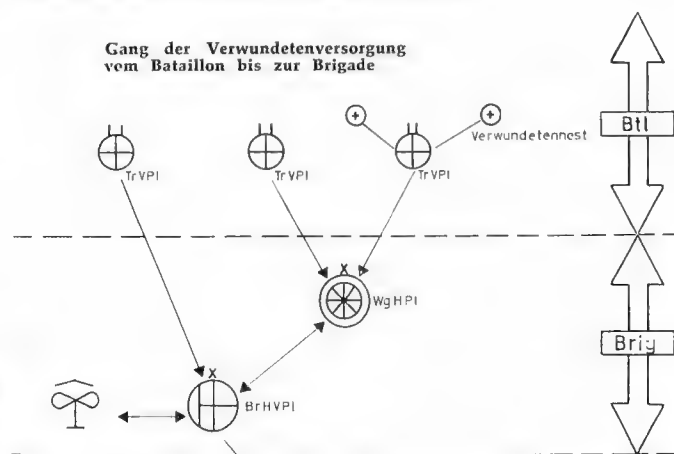 Gang der Verwundetenversorgung
vom Bataillon bis zur Brigade
Btl
Verwundetennest
TrVPl
TrVPl
TrVPl
X
WgHPl
Brig
X
BrHVPl